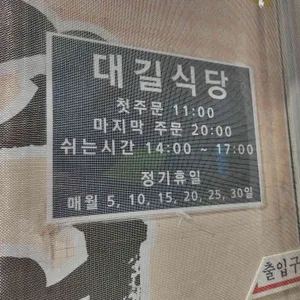 대길식당
첫주문 11:00
마지막 주문 20:00
쉬는시간 14:00 ~ 17:00
정기휴일
매월 5, 10, 15, 20, 25, 30일
출입구